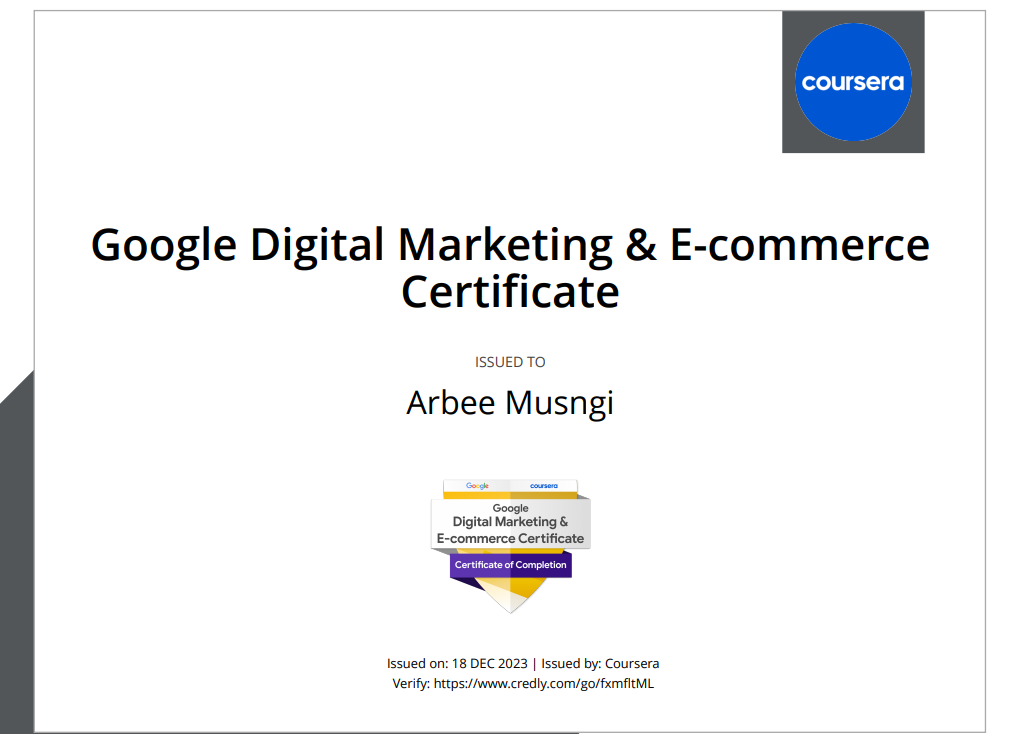 coursera
Google Digital Marketing & E-commerce
Certificate
ISSUED TO
Arbee Musngi
Google coursera
Google
Digital Marketing &
E-commerce Certificate
Certificate of Completion
Issued on: 18 DEC 2023 | Issued by: Coursera
Verify: https://www.credly.com/go/fxmfltML